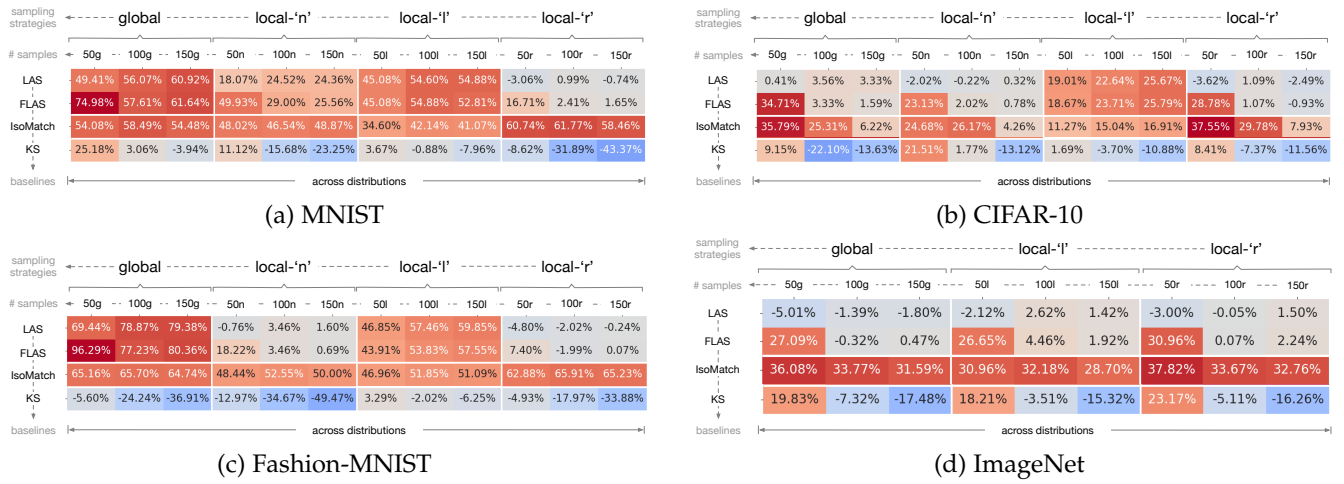 sampling strategies global local-‘n’ local-‘l’ local-‘r’
# samples 50g 100g 150g 50n 100n 150n 50l 100l 150l 50r 100r 150r
LAS 49.41% 56.07% 60.92% 18.07% 24.52% 24.36% 45.08% 54.60% 54.88% -3.06% 0.99% -0.74%
FLAS 74.98% 57.61% 61.64% 49.93% 29.00% 25.56% 45.08% 54.88% 52.81% 16.71% 2.41% 1.65%
IsoMatch 54.08% 58.49% 54.48% 48.02% 46.54% 48.87% 34.60% 42.14% 41.07% 60.74% 61.77% 58.46%
KS 25.18% 3.06% -3.94% 11.12% -15.68% -23.25% 3.67% -0.88% -7.96% -8.62% -31.89% -43.37%
baselines across distributions
(a) MNIST
sampling strategies global local-‘n’ local-‘l’ local-‘r’
# samples 50g 100g 150g 50n 100n 150n 50l 100l 150l 50r 100r 150r
LAS 0.41% 3.56% 3.33% -2.02% -0.22% 0.32% 19.01% 22.64% 25.67% -3.62% 1.09% -2.49%
FLAS 34.71% 3.33% 1.59% 23.13% 2.02% 0.78% 18.67% 23.71% 25.79% 28.78% 1.07% -0.93%
IsoMatch 35.79% 25.31% 6.22% 24.68% 26.17% 4.26% 11.27% 15.04% 16.91% 37.55% 29.78% 7.93%
KS 9.15% -22.10% -13.63% 21.51% 1.77% -13.12% 1.69% -3.70% -10.88% 8.41% -7.37% -11.56%
baselines across distributions
(b) CIFAR-10
sampling strategies global local-‘n’ local-‘l’ local-‘r’
# samples 50g 100g 150g 50n 100n 150n 50l 100l 150l 50r 100r 150r
LAS 69.44% 78.87% 79.38% -0.76% 3.46% 1.60% 46.85% 57.46% 59.85% -4.80% -2.02% -0.24%
FLAS 96.29% 77.23% 80.36% 18.22% 3.46% 0.69% 43.91% 53.83% 57.55% 7.40% -1.99% 0.07%
IsoMatch 65.16% 65.70% 64.74% 48.44% 52.55% 50.00% 46.96% 51.85% 51.09% 62.88% 65.91% 65.23%
KS -5.60% -24.24% -36.91% -12.97% -34.67% -49.47% 3.29% -2.02% -6.25% -4.93% -17.97% -33.88%
baselines across distributions
(c) Fashion-MNIST
sampling strategies global local-‘l’ local-‘r’
# samples 50g 100g 150g 50l 100l 150l 50r 100r 150r
LAS -5.01% -1.39% -1.80% -2.12% 2.62% 1.42% -3.00% -0.05% 1.50%
FLAS 27.09% -0.32% 0.47% 26.65% 4.46% 1.92% 30.96% 0.07% 2.24%
IsoMatch 36.08% 33.77% 31.59% 30.96% 32.18% 28.70% 37.82% 33.67% 32.76%
KS 19.83% -7.32% -17.48% 18.21% -3.51% -15.32% 23.17% -5.11% -16.26%
baselines across distributions
(d) ImageNet